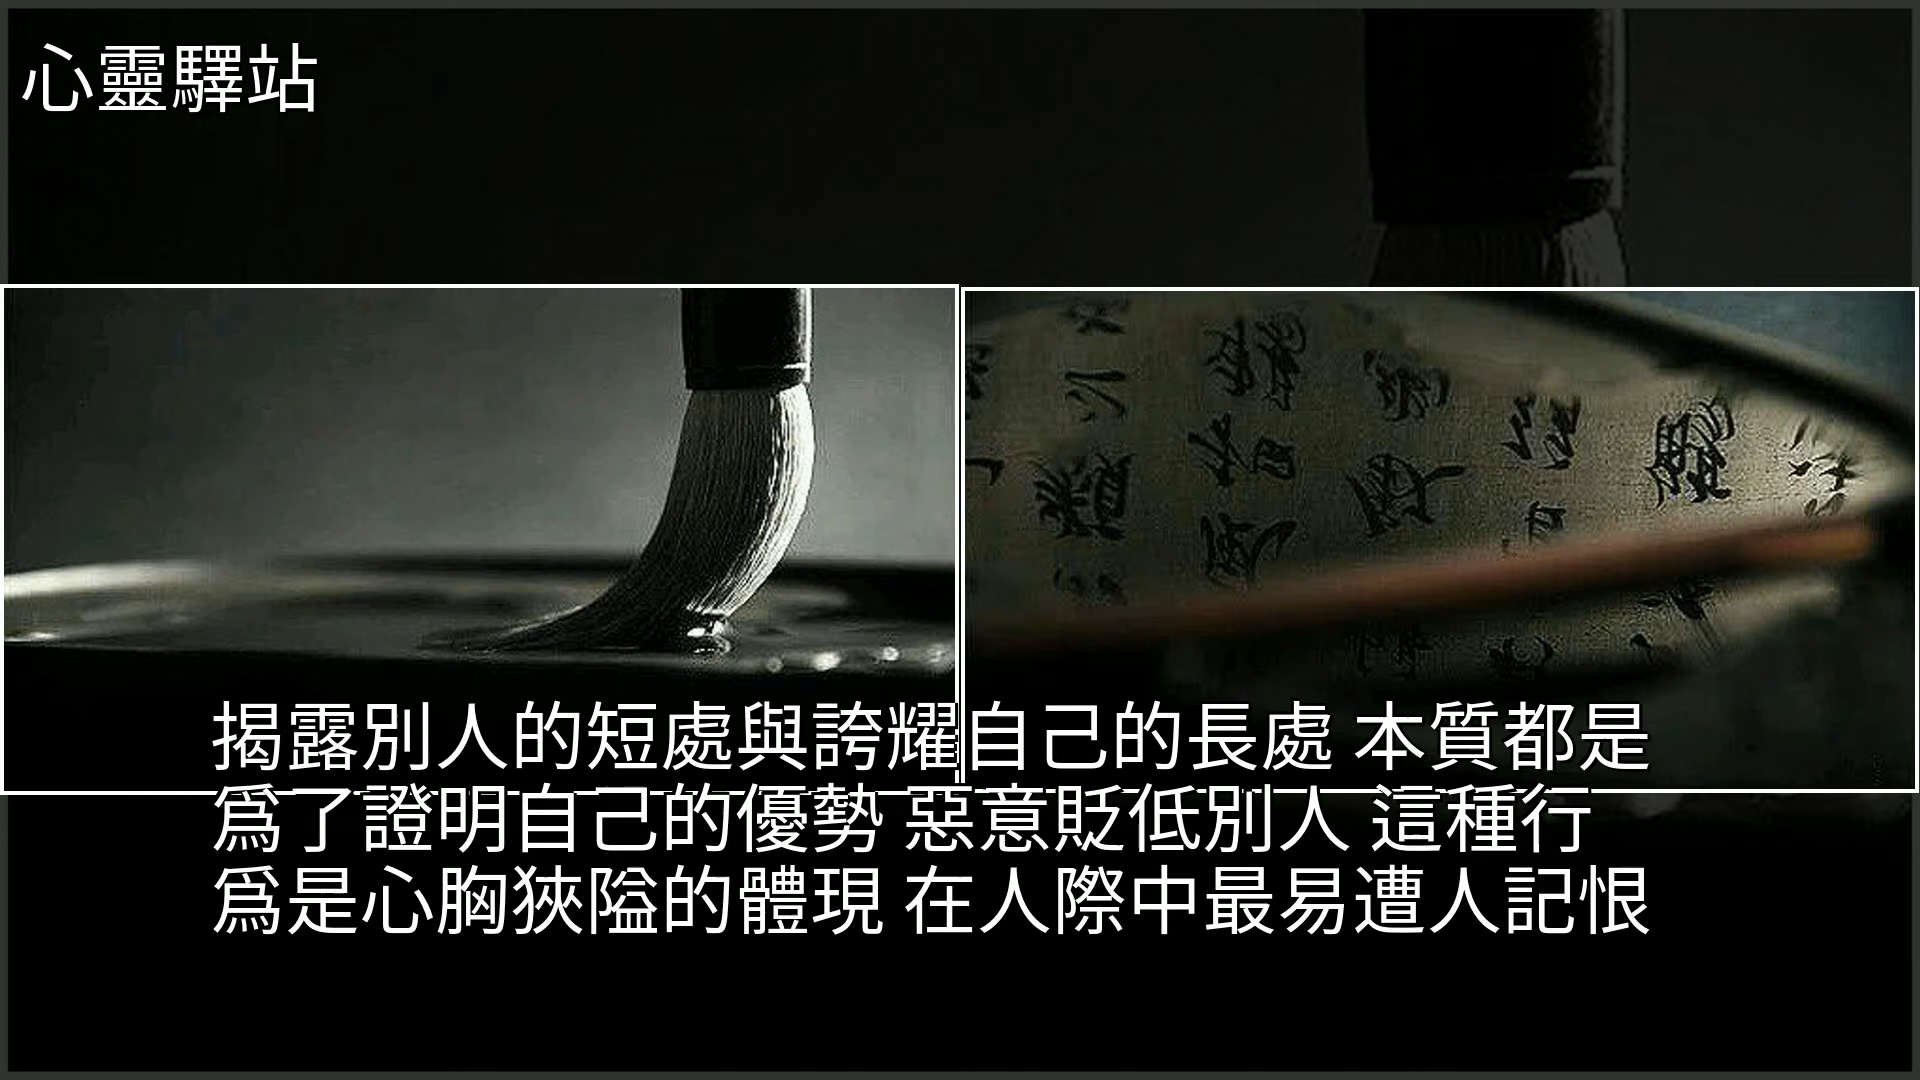 心靈驛站
揭露別人的短處與誇耀自己的長處 本質都是
爲了證明自己的優勢 惡意貶低別人 這種行
爲是心胸狹隘的體現 在人際中最易遭人記恨